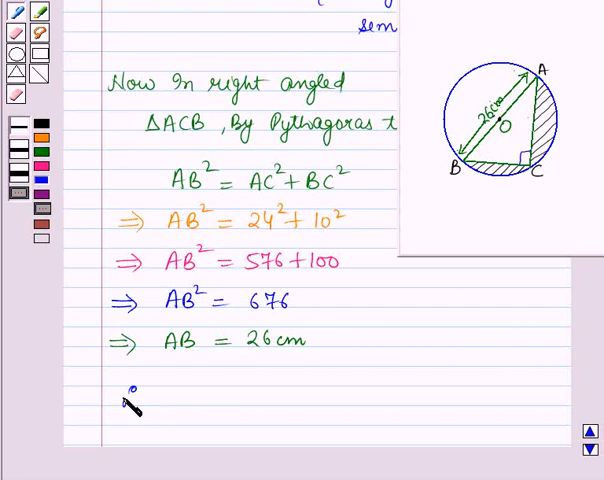 sem
Now In right angled
ΔACB, By Pythagoras t
AB² = AC² + BC²
⇒ AB² = 24² + 10²
⇒ AB² = 576 + 100
⇒ AB² = 676
⇒ AB = 26 cm
A
26cm
O
B
C